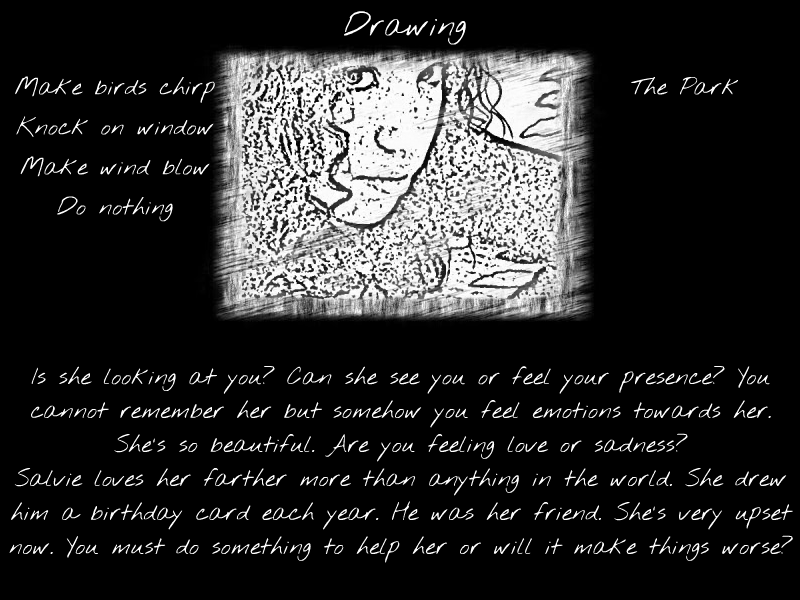 Drawing
Make birds chirp
Knock on window
Make wind blow
Do nothing
The Park
Is she looking at you? Can she see you or feel your presence? You
cannot remember her but somehow you feel emotions towards her.
She's so beautiful. Are you feeling love or sadness?
Salvie loves her farther more than anything in the world. She drew
him a birthday card each year. He was her friend. She's very upset
now. You must do something to help her or will it make things worse?